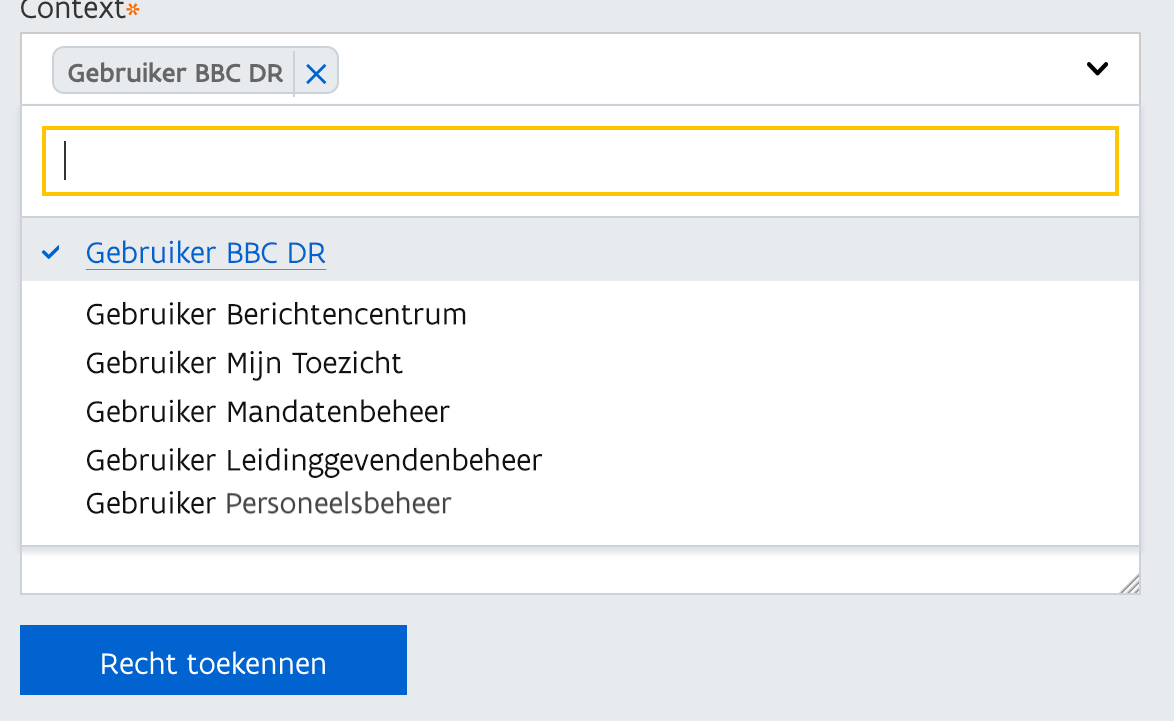 Context*
Gebruiker BBC DR
Gebruiker BBC DR
Gebruiker Berichtencentrum
Gebruiker Mijn Toezicht
Gebruiker Mandatenbeheer
Gebruiker Leidinggevendenbeheer
Gebruiker Personeelsbeheer
Recht toekennen